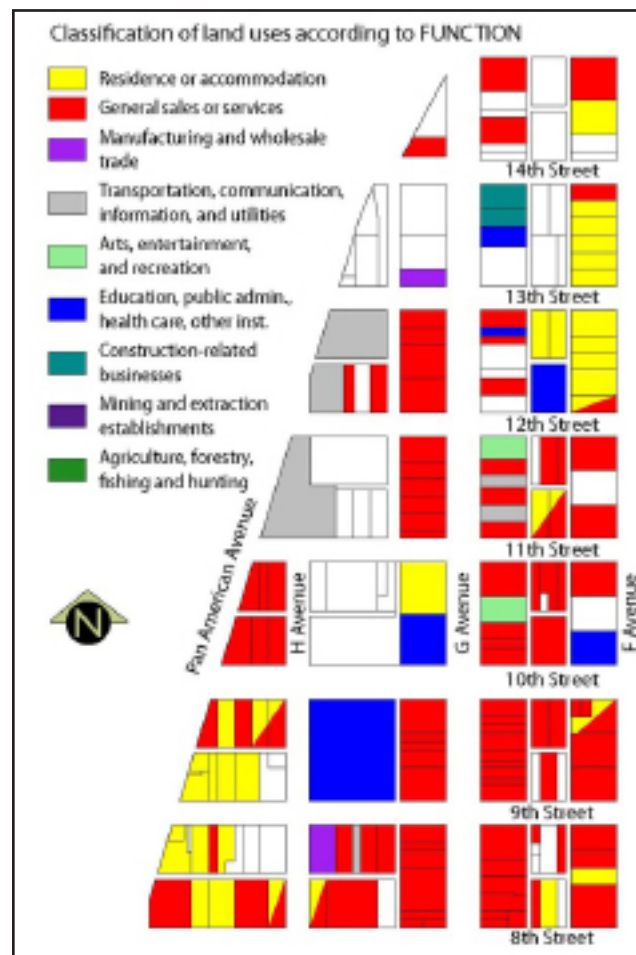 Classification of land uses according to FUNCTION
Residence or accommodation
General sales or services
Manufacturing and wholesale
trade
Transportation, communication,
information, and utilities
Arts, entertainment,
and recreation
Education, public admin.,
health care, other inst.
Construction-related
businesses
Mining and extraction
establishments
Agriculture, forestry,
fishing and hunting
14th Street
13th Street
12th Street
11th Street
Pan American Avenue
H Avenue
G Avenue
F Avenue
N
10th Street
9th Street
8th Street